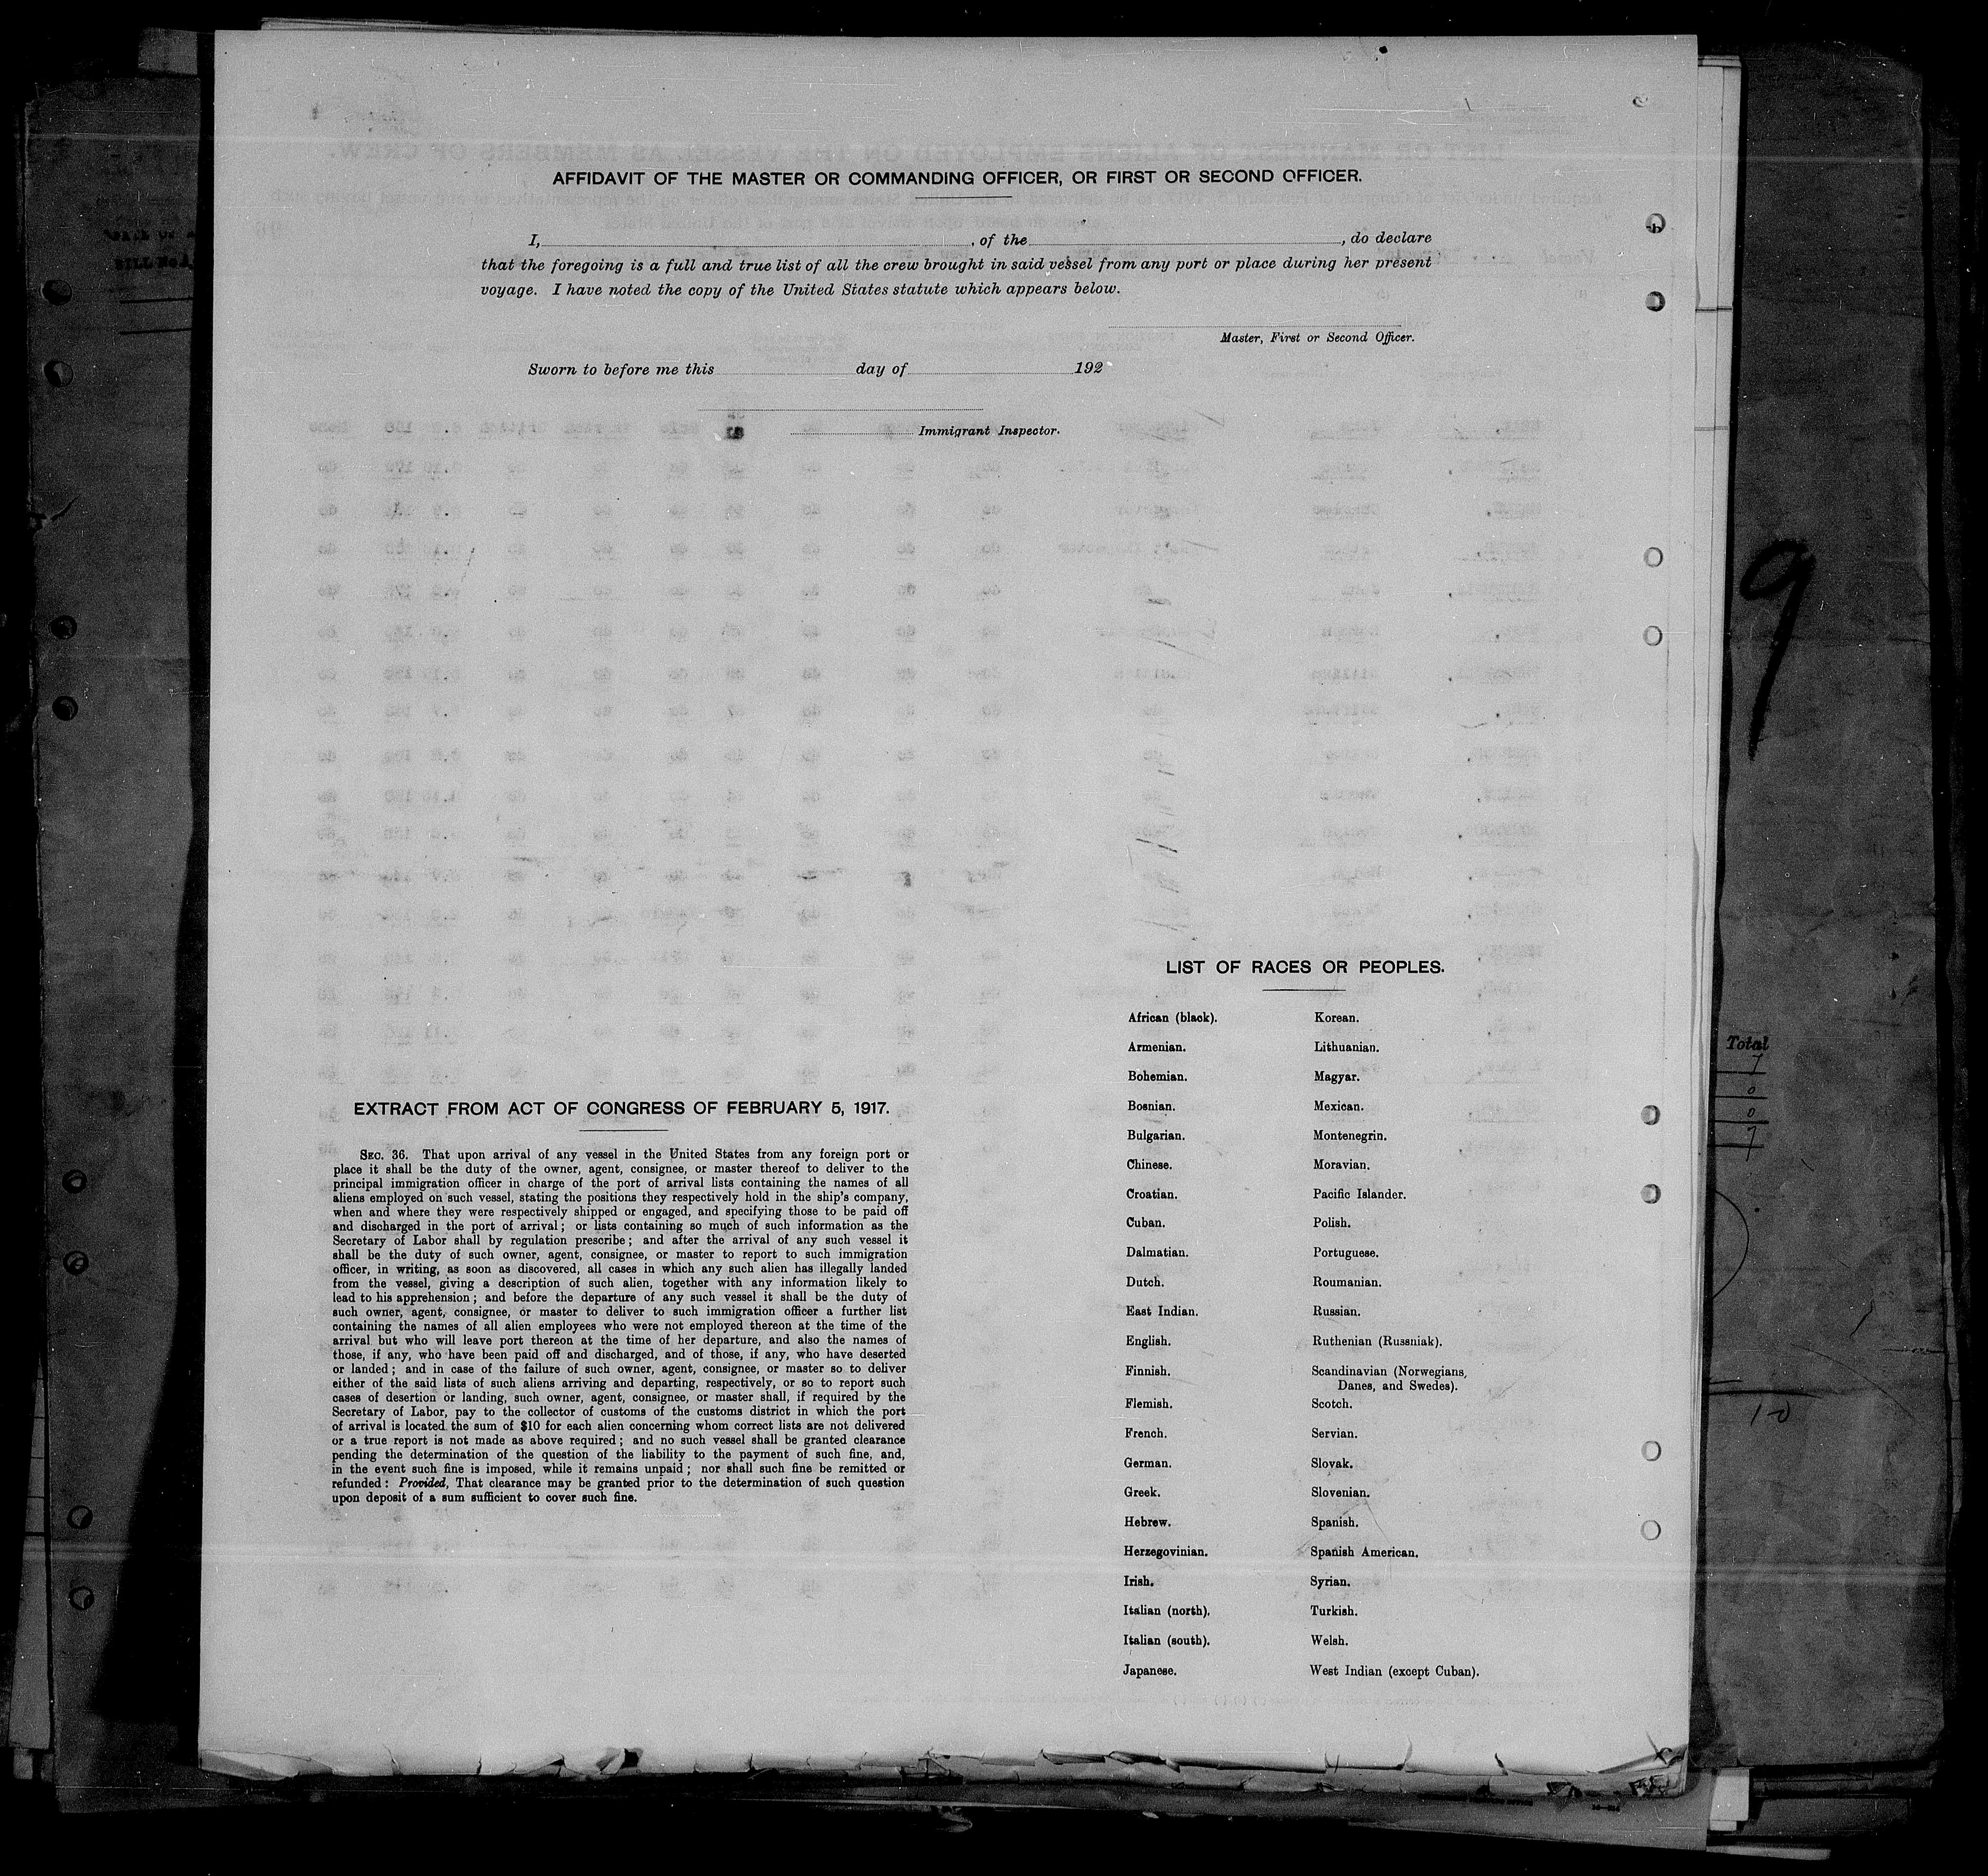 AFFIDAVIT OF THE MASTER OR COMMANDING OFFICER, OR FIRST OR SECOND OFFICER.
I, , of the , do declare
that the foregoing is a full and true list of all the crew brought in said vessel from any port or place during her present
voyage. I have noted the copy of the United States statute which appears below.
Master, First or Second Officer.
Sworn to before me this day of 192
Immigrant Inspector.
EXTRACT FROM ACT OF CONGRESS OF FEBRUARY 5, 1917.
SEC. 36. That upon arrival of any vessel in the United States from any foreign port or
place it shall be the duty of the owner, agent, consignee, or master thereof to deliver to the
principal immigration officer in charge of the port of arrival lists containing the names of all
aliens employed on such vessel, stating the positions they respectively hold in the ship's company,
when and where they were respectively shipped or engaged, and specifying those to be paid off
and discharged in the port of arrival; or lists containing so much of such information as the
Secretary of Labor shall by regulation prescribe; and after the arrival of any such vessel it
shall be the duty of such owner, agent, consignee, or master to report to such immigration
officer, in writing, as soon as discovered, all cases in which any such alien has illegally landed
from the vessel, giving a description of such alien, together with any information likely to
lead to his apprehension; and before the departure of any such vessel it shall be the duty of
such owner, agent, consignee, or master to deliver to such immigration officer a further list
containing the names of all alien employees who were not employed thereon at the time of the
arrival but who will leave port thereon at the time of her departure, and also the names of
those, if any, who have been paid off and discharged, and of those, if any, who have deserted
or landed; and in case of the failure of such owner, agent, consignee, or master so to deliver
either of the said lists of such aliens arriving and departing, respectively, or so to report such
cases of desertion or landing, such owner, agent, consignee, or master shall, if required by the
Secretary of Labor, pay to the collector of customs of the customs district in which the port
of arrival is located the sum of $10 for each alien concerning whom correct lists are not delivered
or a true report is not made as above required; and no such vessel shall be granted clearance
pending the determination of the question of the liability to the payment of such fine, and,
in the event such fine is imposed, while it remains unpaid; nor shall such fine be remitted or
refunded: Provided, That clearance may be granted prior to the determination of such question
upon deposit of a sum sufficient to cover such fine.
LIST OF RACES OR PEOPLES.
African (black). Korean.
Armenian. Lithuanian.
Bohemian. Magyar.
Bosnian. Mexican.
Bulgarian. Montenegrin.
Chinese. Moravian.
Croatian. Pacific Islander.
Cuban. Polish.
Dalmatian. Portuguese.
Dutch. Roumanian.
East Indian. Russian.
English. Ruthenian (Russniak).
Finnish. Scandinavian (Norwegians,
Danes, and Swedes).
Flemish. Scotch.
French. Servian.
German. Slovak.
Greek. Slovenian.
Hebrew. Spanish.
Herzegovinian. Spanish American.
Irish. Syrian.
Italian (north). Turkish.
Italian (south). Welsh.
Japanese. West Indian (except Cuban).
9
Total
7
0
0
7
10